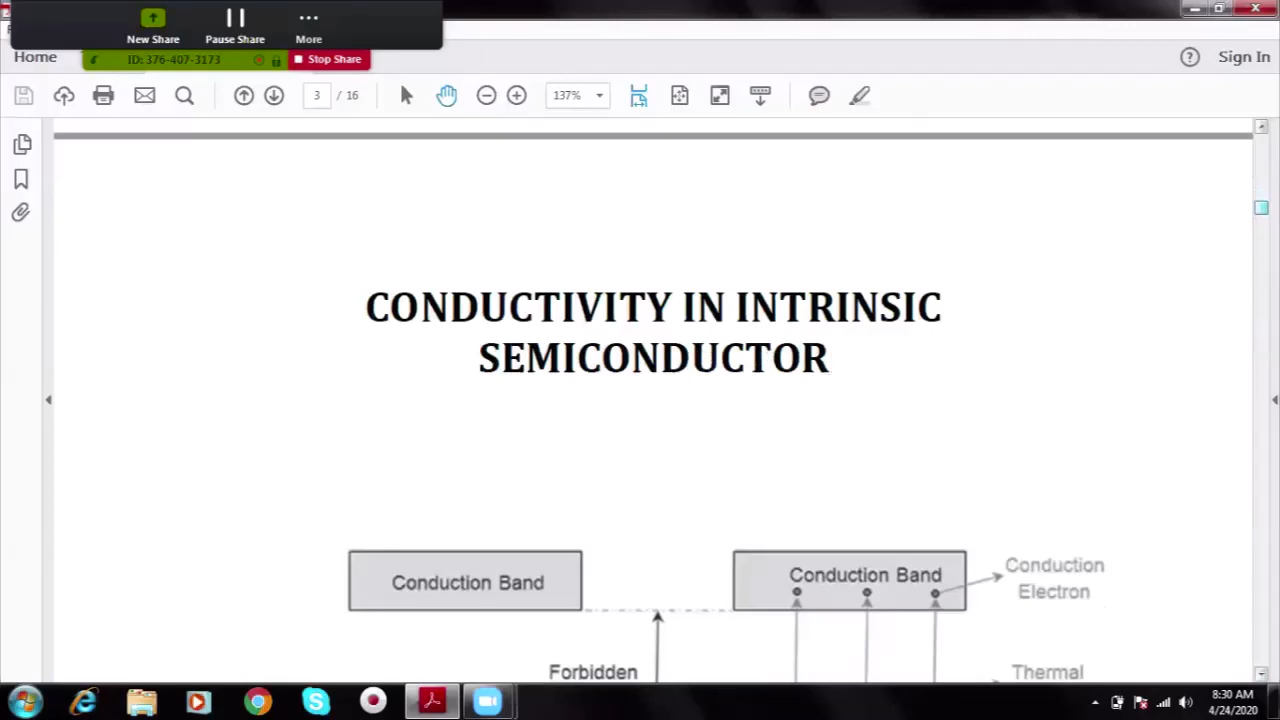 New Share
Pause Share
More
ID: 376-407-3173
Stop Share
Home
Sign In
3 / 16
137%
CONDUCTIVITY IN INTRINSIC
SEMICONDUCTOR
Conduction Band
Conduction Band
Conduction
Electron
Forbidden
Thermal
8:30 AM
4/24/2020